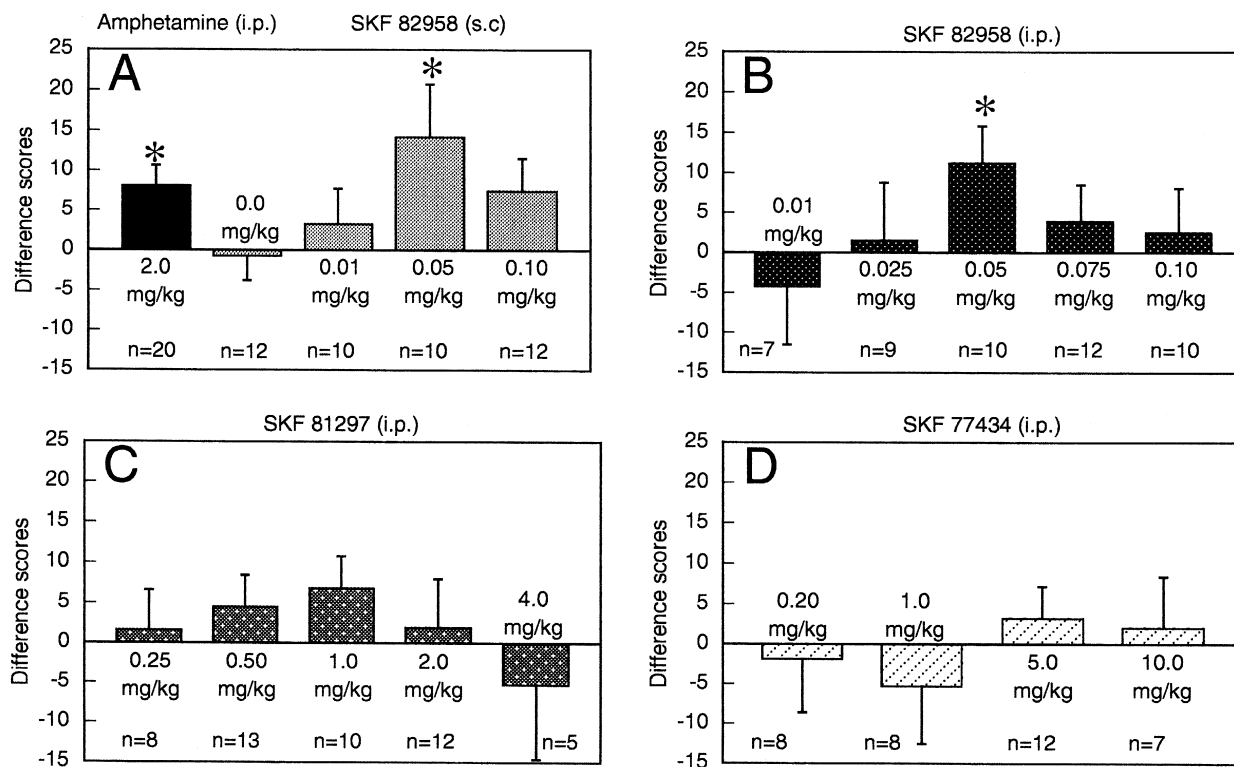 Amphetamine (i.p.) SKF 82958 (s.c)
A
Difference scores
25
20
15
10
5
0
-5
-10
-15
*
*
0.0
mg/kg
2.0 0.01 0.05 0.10
mg/kg mg/kg mg/kg mg/kg
n=20 n=12 n=10 n=10 n=12
SKF 82958 (i.p.)
B
Difference scores
25
20
15
10
5
0
-5
-10
-15
*
0.01
mg/kg
0.025 0.05 0.075 0.10
mg/kg mg/kg mg/kg mg/kg
n=7 n=9 n=10 n=12 n=10
SKF 81297 (i.p.)
C
Difference scores
25
20
15
10
5
0
-5
-10
-15
4.0
mg/kg
0.25 0.50 1.0 2.0
mg/kg mg/kg mg/kg mg/kg
n=8 n=13 n=10 n=12 n=5
SKF 77434 (i.p.)
D
Difference scores
25
20
15
10
5
0
-5
-10
-15
0.20 1.0
mg/kg mg/kg
5.0 10.0
mg/kg mg/kg
n=8 n=8 n=12 n=7